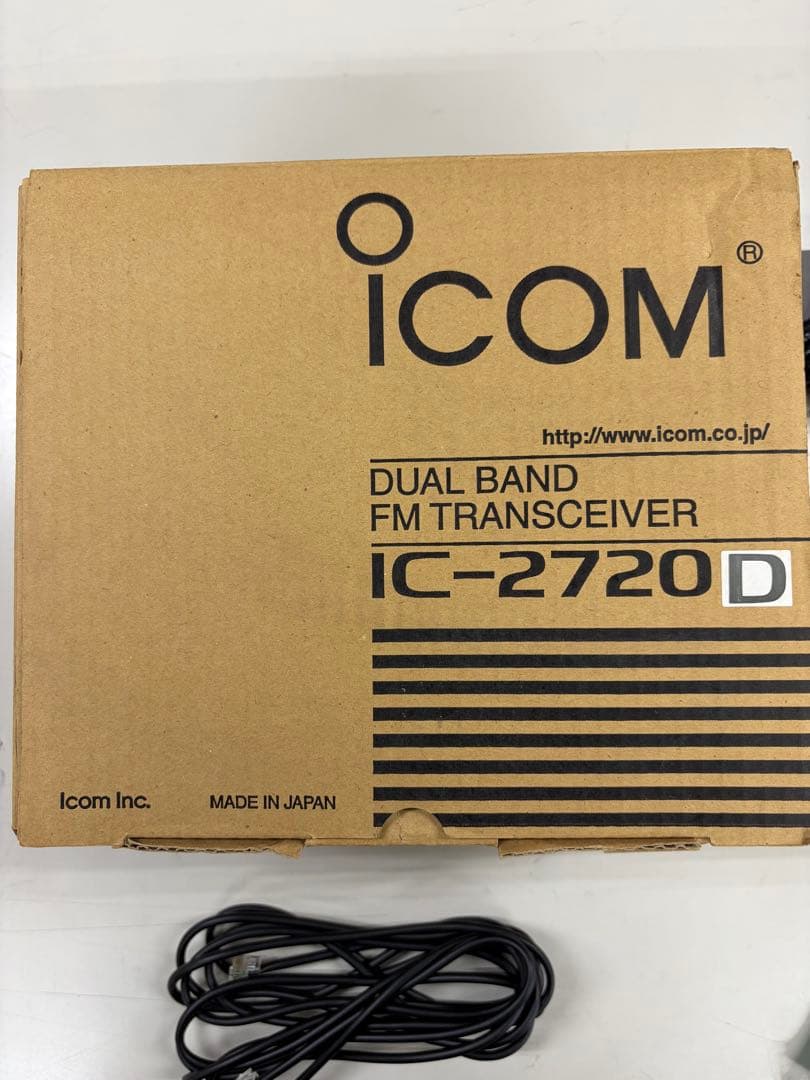 ICOM®
http://www.icom.co.jp/
DUAL BAND
FM TRANSCEIVER
IC-2720D
Icom Inc. MADE IN JAPAN